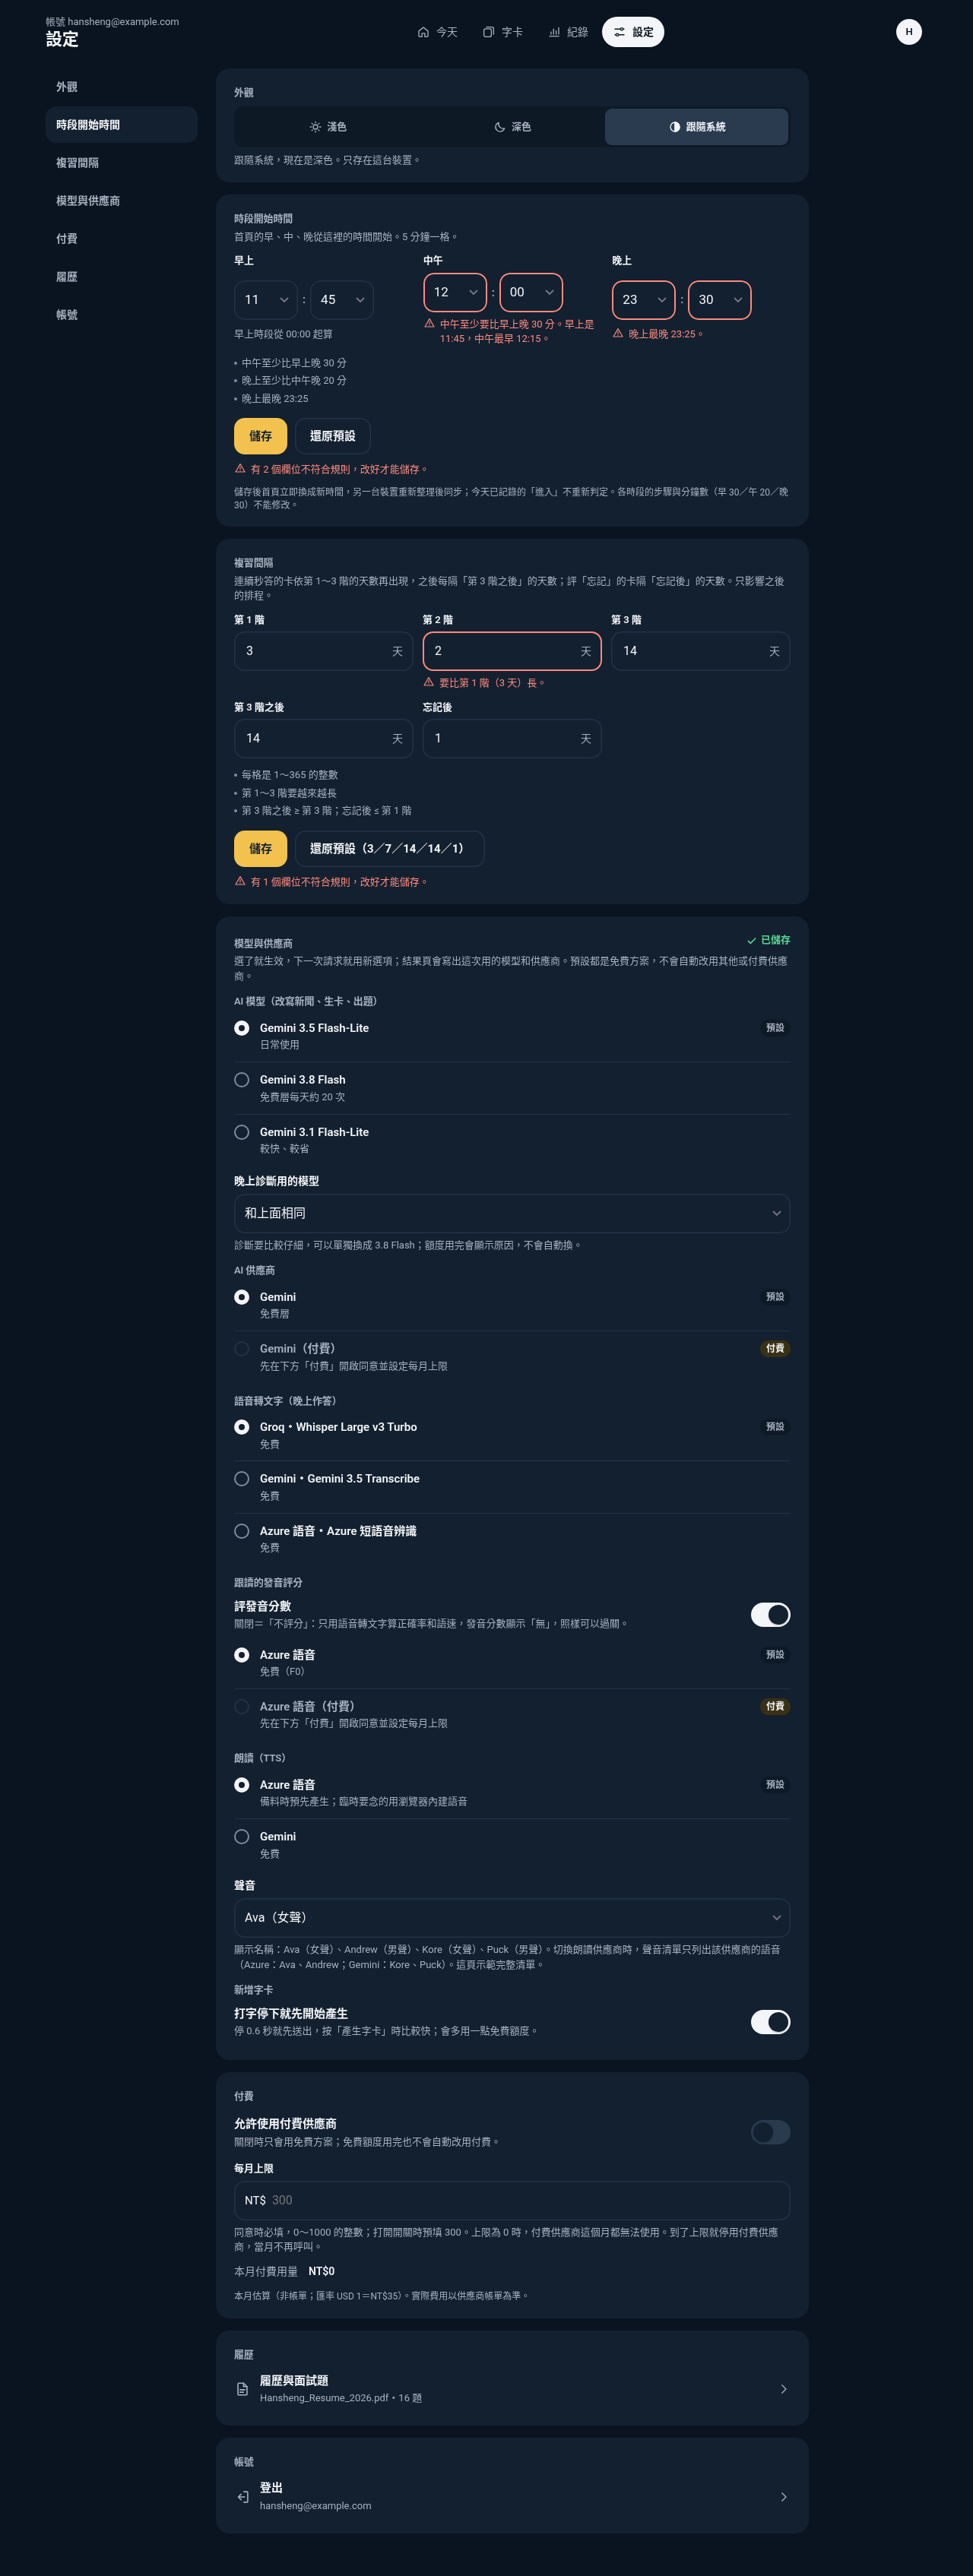 帳號 hansheng@example.com
設定
今天
字卡
紀錄
設定
H
外觀
時段開始時間
複習間隔
模型與供應商
付費
履歷
帳號
外觀
淺色
深色
跟隨系統
跟隨系統，現在是深色。只存在這台裝置。
時段開始時間
首頁的早、中、晚從這裡的時間開始。5 分鐘一格。
早上
中午
晚上
11 : 45
12 : 00
23 : 30
早上時段從 00:00 起算
中午至少要比早上晚 30 分。早上是
11:45，中午最早 12:15。
晚上最晚 23:25。
• 中午至少比早上晚 30 分
• 晚上至少比中午晚 20 分
• 晚上最晚 23:25
儲存
還原預設
有 2 個欄位不符合規則，改好才能儲存。
儲存後首頁立即換成新時間，另一台裝置重新整理後同步；今天已記錄的「進入」不重新判定。各時段的步驟與分鐘數（早 30／午 20／晚
30）不能修改。
複習間隔
連續秒答的卡依第 1～3 階的天數再出現，之後每隔「第 3 階之後」的天數；評「忘記」的卡隔「忘記後」的天數。只影響之後
的排程。
第 1 階
第 2 階
第 3 階
3 天
2 天
14 天
要比第 1 階（3 天）長。
第 3 階之後
忘記後
14 天
1 天
• 每格是 1～365 的整數
• 第 1～3 階要越來越長
• 第 3 階之後 ≥ 第 3 階；忘記後 ≤ 第 1 階
儲存
還原預設（3／7／14／14／1）
有 1 個欄位不符合規則，改好才能儲存。
模型與供應商
已儲存
選了就生效，下一次請求就用新選項；結果頁會寫出這次用的模型和供應商。預設都是免費方案，不會自動改用其他或付費供應
商。
AI 模型（改寫新聞、生卡、出題）
Gemini 3.5 Flash-Lite
預設
日常使用
Gemini 3.8 Flash
免費層每天約 20 次
Gemini 3.1 Flash-Lite
較快、較省
晚上診斷用的模型
和上面相同
診斷要比較仔細，可以單獨換成 3.8 Flash；額度用完會顯示原因，不會自動換。
AI 供應商
Gemini
預設
免費層
Gemini（付費）
付費
先在下方「付費」開啟同意並設定每月上限
語音轉文字（晚上作答）
Groq・Whisper Large v3 Turbo
預設
免費
Gemini・Gemini 3.5 Transcribe
免費
Azure 語音・Azure 短語音辨識
免費
跟讀的發音評分
評發音分數
關閉＝「不評分」：只用語音轉文字算正確率和語速，發音分數顯示「無」，照樣可以過關。
Azure 語音
預設
免費（F0）
Azure 語音（付費）
付費
先在下方「付費」開啟同意並設定每月上限
朗讀（TTS）
Azure 語音
預設
備料時預先產生；臨時要念的用瀏覽器內建語音
Gemini
免費
聲音
Ava（女聲）
顯示名稱：Ava（女聲）、Andrew（男聲）、Kore（女聲）、Puck（男聲）。切換朗讀供應商時，聲音清單只列出該供應商的語音
（Azure：Ava、Andrew；Gemini：Kore、Puck）。這頁示範完整清單。
新增字卡
打字停下就先開始產生
停 0.6 秒就先送出，按「產生字卡」時比較快；會多用一點免費額度。
付費
允許使用付費供應商
關閉時只會用免費方案；免費額度用完也不會自動改用付費。
每月上限
NT$ 300
同意時必填，0～1000 的整數；打開開關時預填 300。上限為 0 時，付費供應商這個月都無法使用。到了上限就停用付費供應
商，當月不再呼叫。
本月付費用量 NT$0
本月估算（非帳單；匯率 USD 1＝NT$35）。實際費用以供應商帳單為準。
履歷
履歷與面試題
Hansheng_Resume_2026.pdf・16 題
帳號
登出
hansheng@example.com